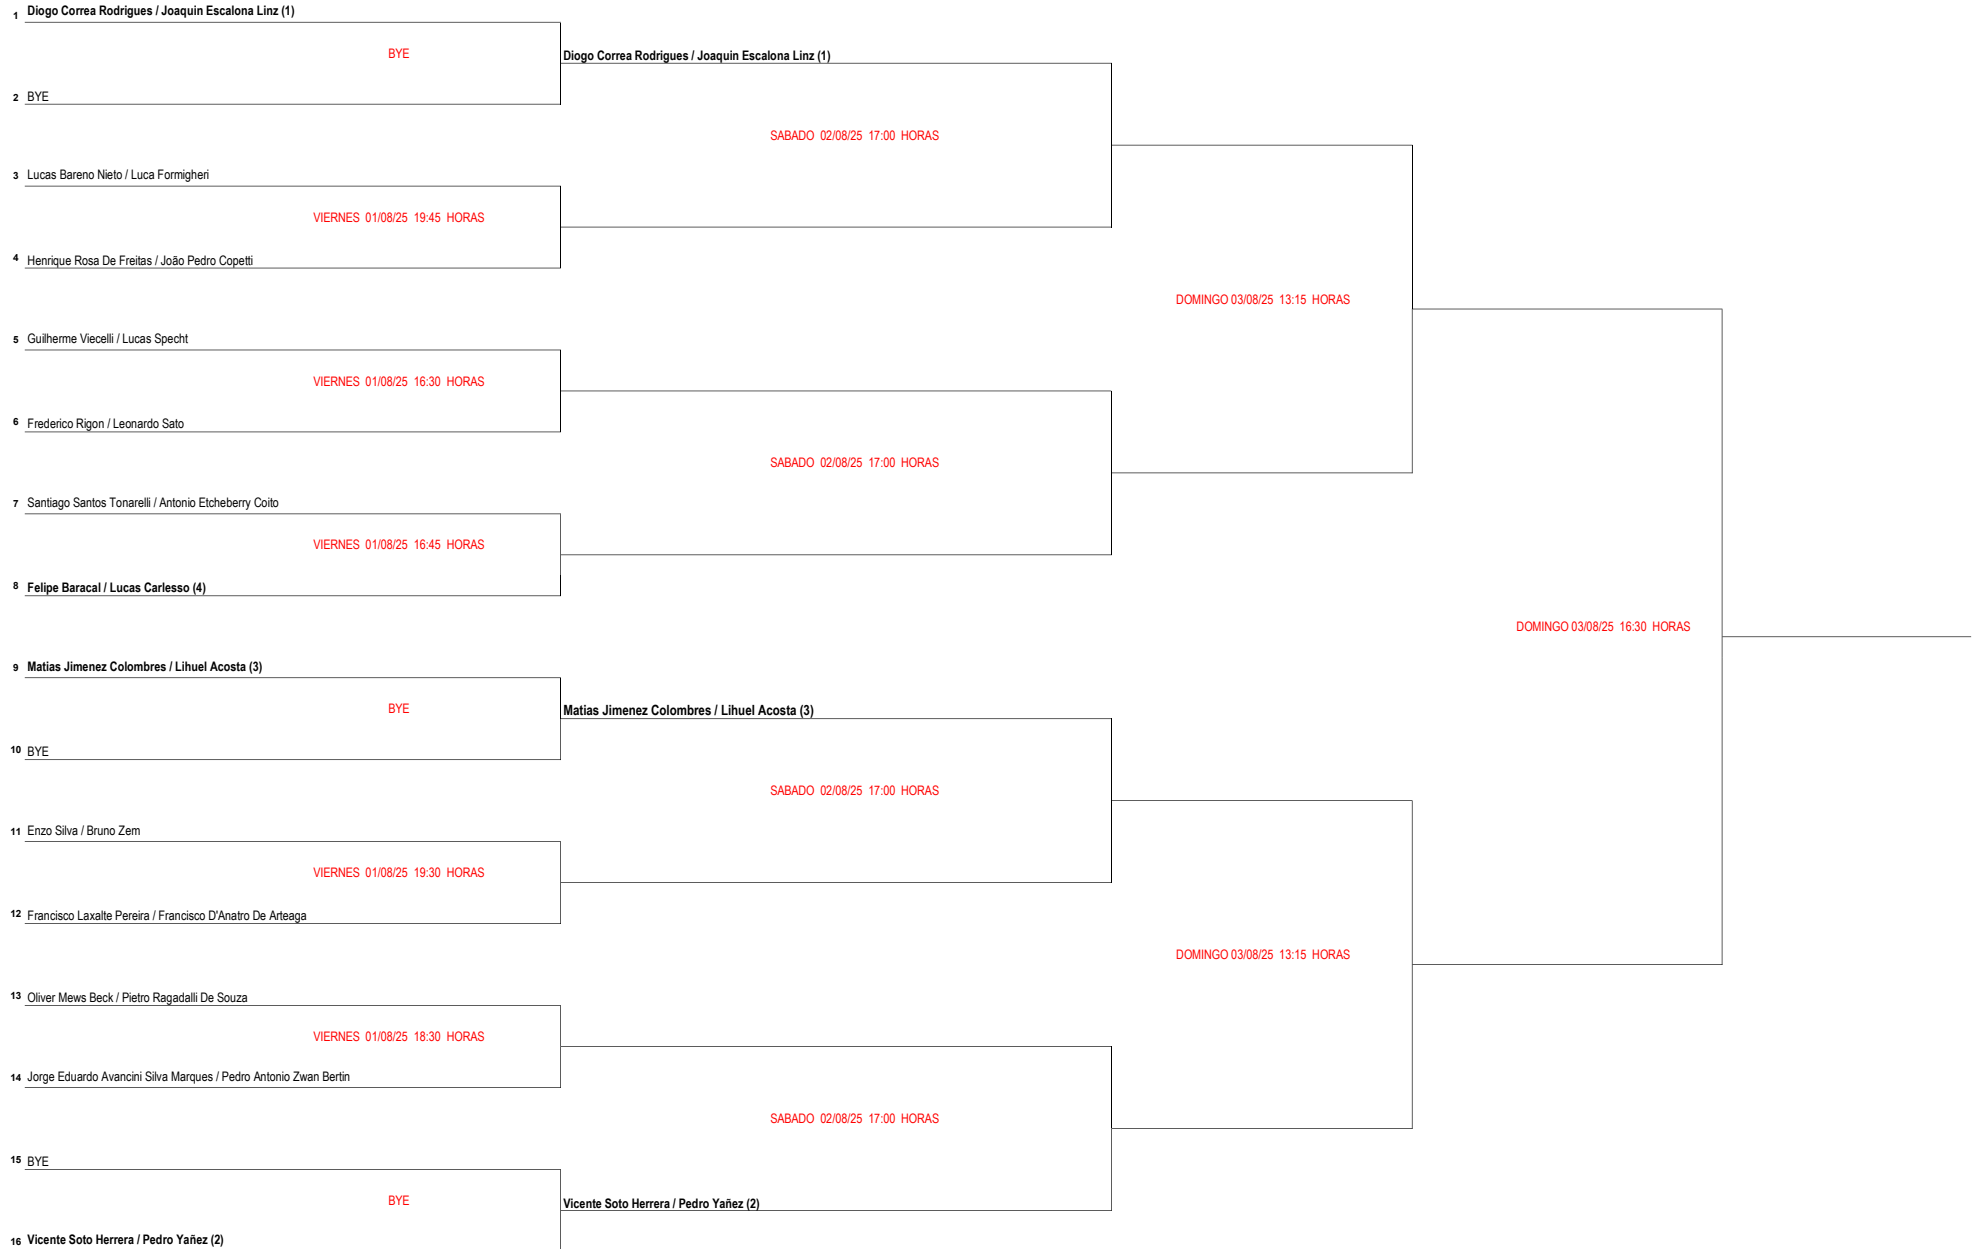 1 Diogo Correa Rodrigues / Joaquin Escalona Linz (1)
BYE
Diogo Correa Rodrigues / Joaquin Escalona Linz (1)
2 BYE
SABADO 02/08/25 17:00 HORAS
3 Lucas Bareno Nieto / Luca Formigheri
VIERNES 01/08/25 19:45 HORAS
4 Henrique Rosa De Freitas / João Pedro Copetti
DOMINGO 03/08/25 13:15 HORAS
5 Guilherme Viecelli / Lucas Specht
VIERNES 01/08/25 16:30 HORAS
6 Frederico Rigon / Leonardo Sato
SABADO 02/08/25 17:00 HORAS
7 Santiago Santos Tonarelli / Antonio Etcheberry Coito
VIERNES 01/08/25 16:45 HORAS
8 Felipe Baracal / Lucas Carlesso (4)
DOMINGO 03/08/25 16:30 HORAS
9 Matias Jimenez Colombres / Lihuel Acosta (3)
BYE
Matias Jimenez Colombres / Lihuel Acosta (3)
10 BYE
SABADO 02/08/25 17:00 HORAS
11 Enzo Silva / Bruno Zem
VIERNES 01/08/25 19:30 HORAS
12 Francisco Laxalte Pereira / Francisco D'Anatro De Arteaga
DOMINGO 03/08/25 13:15 HORAS
13 Oliver Mews Beck / Pietro Ragadalli De Souza
VIERNES 01/08/25 18:30 HORAS
14 Jorge Eduardo Avancini Silva Marques / Pedro Antonio Zwan Bertin
SABADO 02/08/25 17:00 HORAS
15 BYE
BYE
Vicente Soto Herrera / Pedro Yañez (2)
16 Vicente Soto Herrera / Pedro Yañez (2)